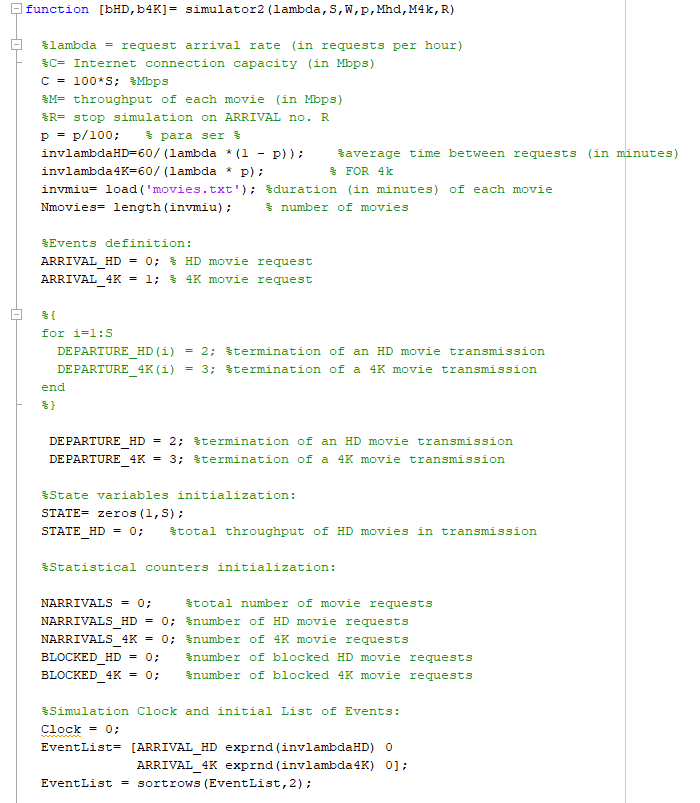 function [bHD,b4K]= simulator2(lambda,S,W,p,Mhd,M4k,R)
%lambda = request arrival rate (in requests per hour)
%C= Internet connection capacity (in Mbps)
C = 100*S; %Mbps
%M= throughput of each movie (in Mbps)
%R= stop simulation on ARRIVAL no. R
p = p/100;   % para ser %
invlambdaHD=60/(lambda *(1 - p));    %average time between requests (in minutes)
invlambda4K=60/(lambda * p);        % FOR 4k
invmiu= load('movies.txt'); %duration (in minutes) of each movie
Nmovies= length(invmiu);    % number of movies
%Events definition:
ARRIVAL_HD = 0; % HD movie request
ARRIVAL_4K = 1; % 4K movie request
%{
for i=1:S
  DEPARTURE_HD(i) = 2; %termination of an HD movie transmission
  DEPARTURE_4K(i) = 3; %termination of a 4K movie transmission
end
%}
DEPARTURE_HD = 2; %termination of an HD movie transmission
DEPARTURE_4K = 3; %termination of a 4K movie transmission
%State variables initialization:
STATE= zeros(1,S);
STATE_HD = 0;   %total throughput of HD movies in transmission
%Statistical counters initialization:
NARRIVALS = 0;    %total number of movie requests
NARRIVALS_HD = 0; %number of HD movie requests
NARRIVALS_4K = 0; %number of 4K movie requests
BLOCKED_HD = 0;   %number of blocked HD movie requests
BLOCKED_4K = 0;   %number of blocked 4K movie requests
%Simulation Clock and initial List of Events:
Clock = 0;
EventList= [ARRIVAL_HD exprnd(invlambdaHD) 0
            ARRIVAL_4K exprnd(invlambda4K) 0];
EventList = sortrows(EventList,2);